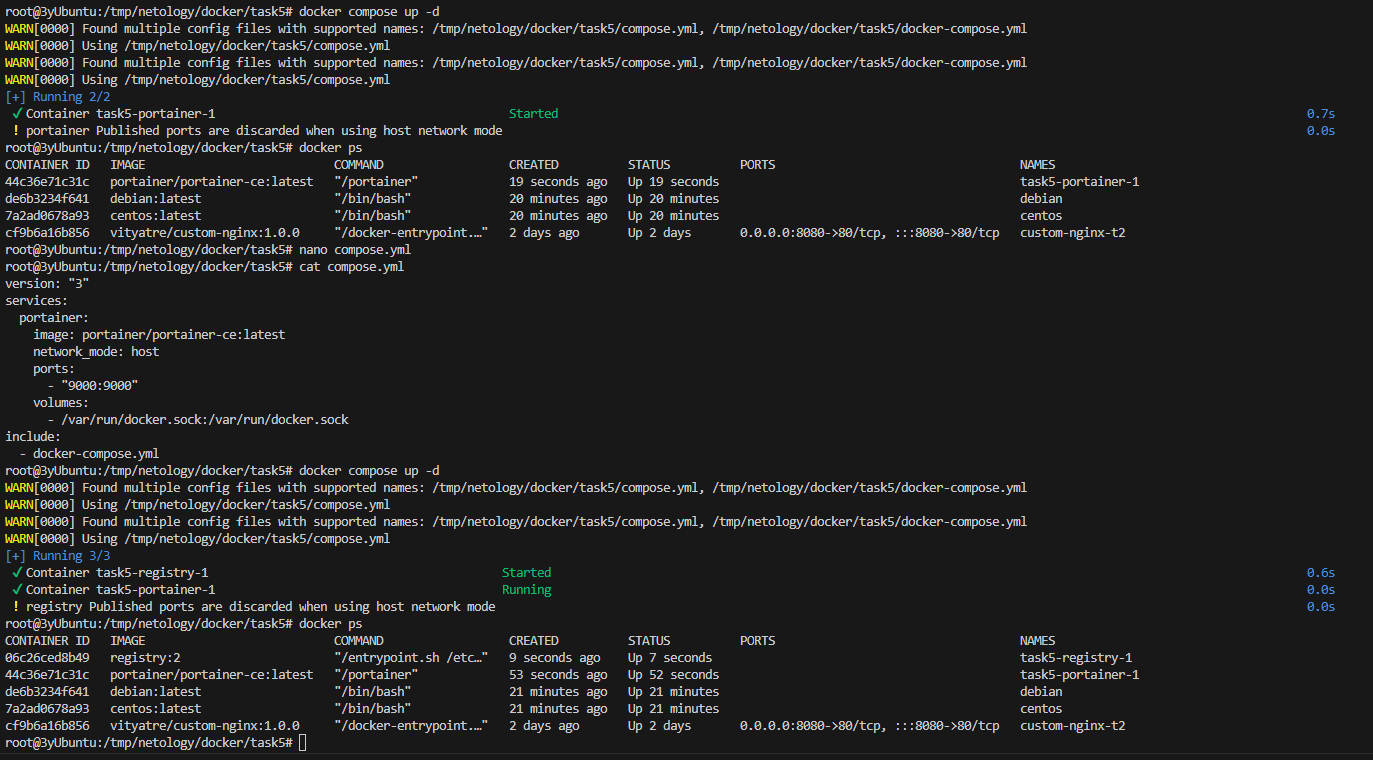 root@3yUbuntu:/tmp/netology/docker/task5# docker compose up -d
WARN[0000] Found multiple config files with supported names: /tmp/netology/docker/task5/compose.yml, /tmp/netology/docker/task5/docker-compose.yml
WARN[0000] Using /tmp/netology/docker/task5/compose.yml
WARN[0000] Found multiple config files with supported names: /tmp/netology/docker/task5/compose.yml, /tmp/netology/docker/task5/docker-compose.yml
WARN[0000] Using /tmp/netology/docker/task5/compose.yml
[+] Running 2/2
✔ Container task5-portainer-1 Started 0.7s
! portainer Published ports are discarded when using host network mode 0.0s
root@3yUbuntu:/tmp/netology/docker/task5# docker ps
CONTAINER ID IMAGE COMMAND CREATED STATUS PORTS NAMES
44c36e71c31c portainer/portainer-ce:latest "/portainer" 19 seconds ago Up 19 seconds task5-portainer-1
de6b3234f641 debian:latest "/bin/bash" 20 minutes ago Up 20 minutes debian
7a2ad0678a93 centos:latest "/bin/bash" 20 minutes ago Up 20 minutes centos
cf9b6a16b856 vityatre/custom-nginx:1.0.0 "/docker-entrypoint.…" 2 days ago Up 2 days 0.0.0.0:8080->80/tcp, :::8080->80/tcp custom-nginx-t2
root@3yUbuntu:/tmp/netology/docker/task5# nano compose.yml
root@3yUbuntu:/tmp/netology/docker/task5# cat compose.yml
version: "3"
services:
  portainer:
    image: portainer/portainer-ce:latest
    network_mode: host
    ports:
      - "9000:9000"
    volumes:
      - /var/run/docker.sock:/var/run/docker.sock
include:
  - docker-compose.yml
root@3yUbuntu:/tmp/netology/docker/task5# docker compose up -d
WARN[0000] Found multiple config files with supported names: /tmp/netology/docker/task5/compose.yml, /tmp/netology/docker/task5/docker-compose.yml
WARN[0000] Using /tmp/netology/docker/task5/compose.yml
WARN[0000] Found multiple config files with supported names: /tmp/netology/docker/task5/compose.yml, /tmp/netology/docker/task5/docker-compose.yml
WARN[0000] Using /tmp/netology/docker/task5/compose.yml
[+] Running 3/3
✔ Container task5-registry-1 Started 0.6s
✔ Container task5-portainer-1 Running 0.0s
! registry Published ports are discarded when using host network mode 0.0s
root@3yUbuntu:/tmp/netology/docker/task5# docker ps
CONTAINER ID IMAGE COMMAND CREATED STATUS PORTS NAMES
06c26ced8b49 registry:2 "/entrypoint.sh /etc…" 9 seconds ago Up 7 seconds task5-registry-1
44c36e71c31c portainer/portainer-ce:latest "/portainer" 53 seconds ago Up 52 seconds task5-portainer-1
de6b3234f641 debian:latest "/bin/bash" 21 minutes ago Up 21 minutes debian
7a2ad0678a93 centos:latest "/bin/bash" 21 minutes ago Up 21 minutes centos
cf9b6a16b856 vityatre/custom-nginx:1.0.0 "/docker-entrypoint.…" 2 days ago Up 2 days 0.0.0.0:8080->80/tcp, :::8080->80/tcp custom-nginx-t2
root@3yUbuntu:/tmp/netology/docker/task5#